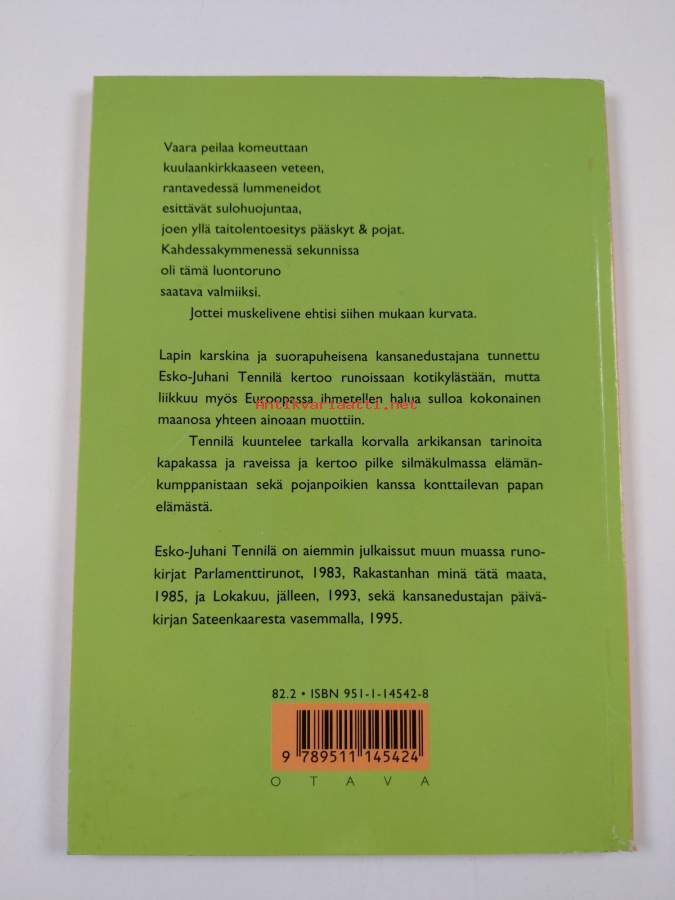 Vaara peilaa komeuttaan
kuulaankirkkaaseen veteen,
rantavedessä lummeneidot
esittävät sulohuojuntaa,
joen yllä taitolentoesitys pääskyt & pojat.
Kahdessakymmenessä sekunnissa
oli tämä luontoruno
saatava valmiiksi.
Jottei muskelivene ehtisi siihen mukaan kurvata.
Lapin karskina ja suorapuheisena kansanedustajana tunnettu
Esko-Juhani Tennilä kertoo runoissaan kotikylästään, mutta
liikkuu myös Euroopassa ihmetellen halua sulloa kokonainen
Antikvariaatti.net
maanosa yhteen ainoaan muottiin.
Tennilä kuuntelee tarkalla korvalla arkikansan tarinoita
kapakassa ja raveissa ja kertoo pilke silmäkulmassa elämän-
kumppanistaan sekä pojanpoikien kanssa konttailevan papan
elämästä.
Esko-Juhani Tennilä on aiemmin julkaissut muun muassa runo-
kirjat Parlamenttirunot, 1983, Rakastanhan minä tätä maata,
1985, ja Lokakuu, jälleen, 1993, sekä kansanedustajan päivä-
kirjan Sateenkaaresta vasemmalla, 1995.
82.2 • ISBN 951-1-14542-8
9 789511 145424
OTAVA